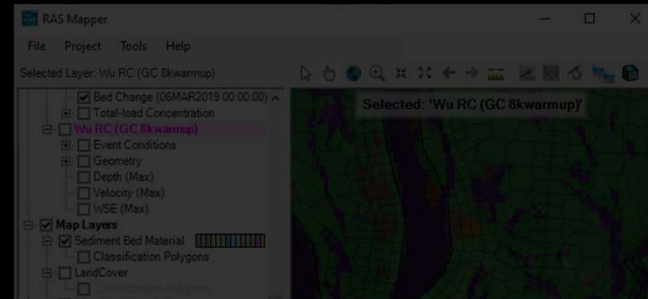 RAS Mapper
File Project Tools Help
Selected Layer: Wu RC (GC 8kwarmup)
Bed Change (06MAR2019 00:00:00)
Total-load Concentration
Wu RC (GC 8kwarmup)
Event Conditions
Geometry
Depth (Max)
Velocity (Max)
WSE (Max)
Map Layers
Sediment Bed Material
Classification Polygons
LandCover
Selected: 'Wu RC (GC 8kwarmup)'